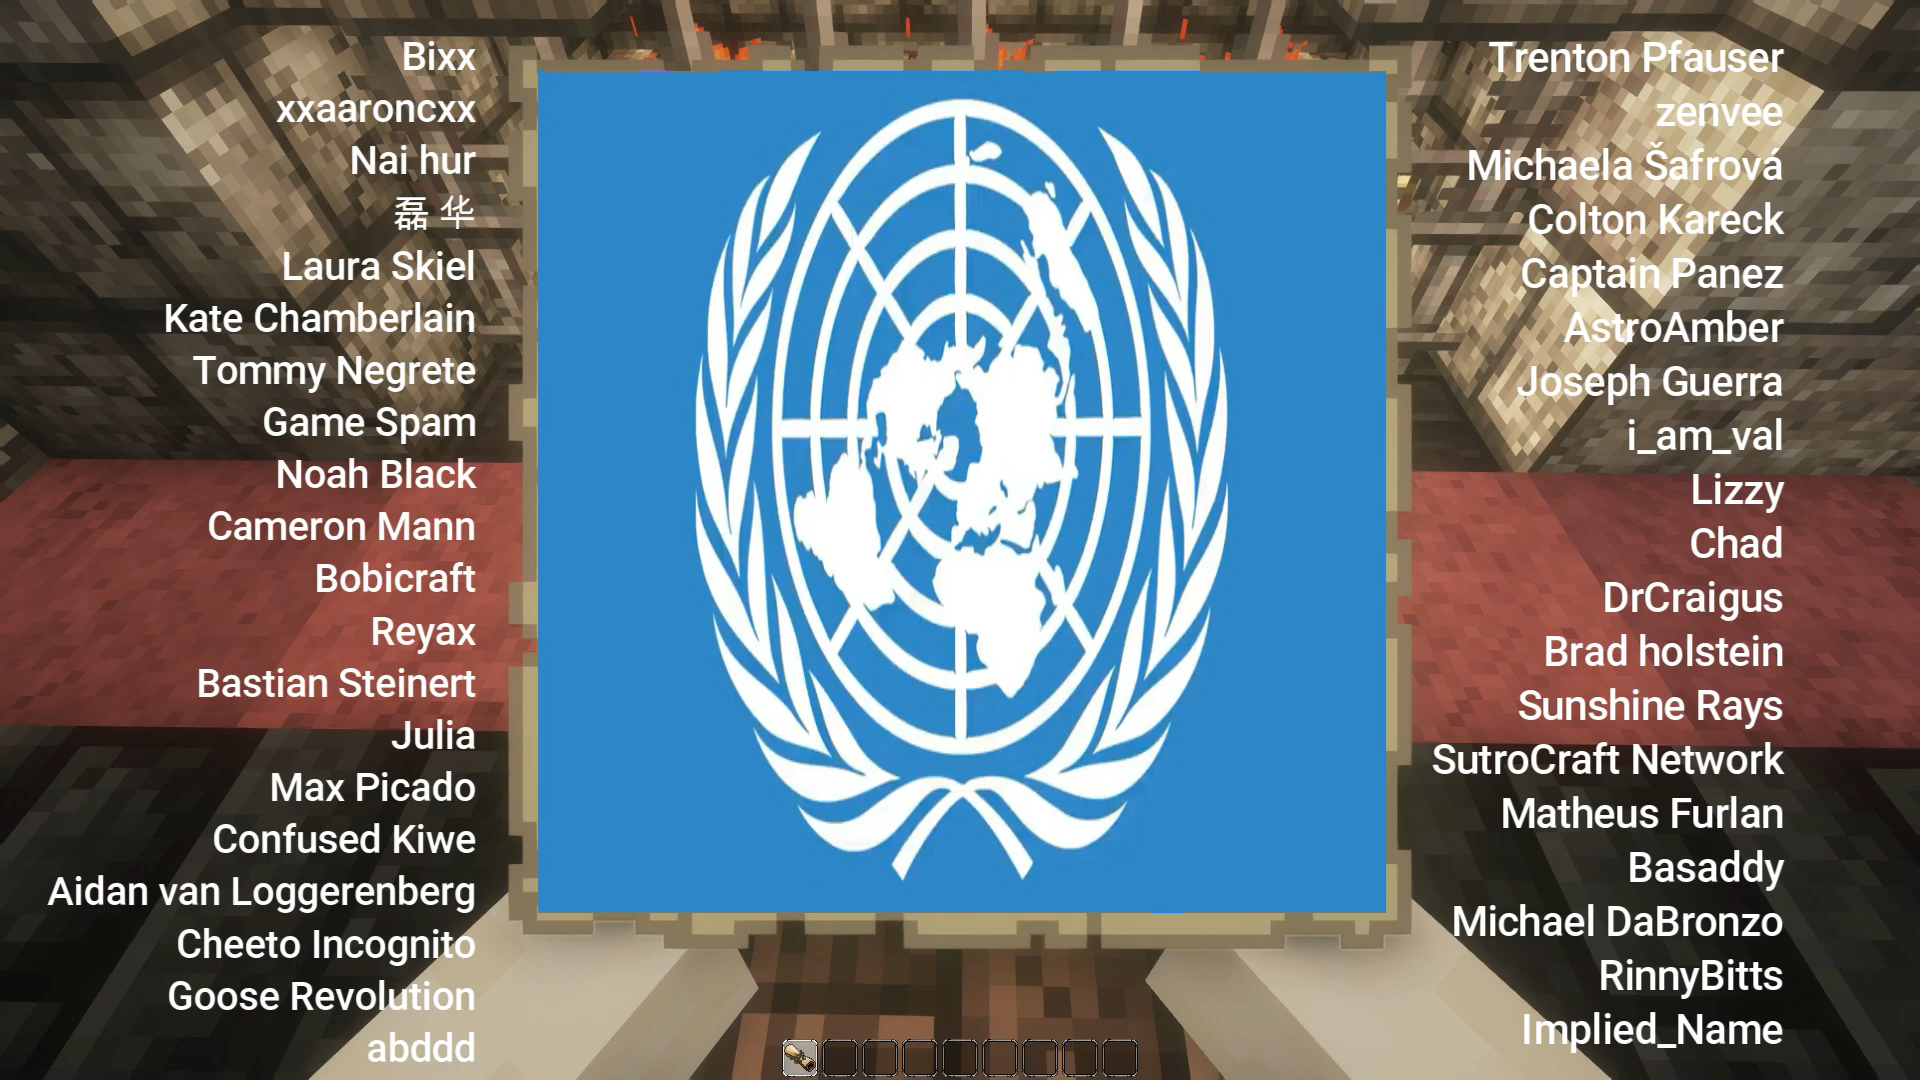 Bixx
xxaaroncxx
Nai hur
磊 华
Laura Skiel
Kate Chamberlain
Tommy Negrete
Game Spam
Noah Black
Cameron Mann
Bobicraft
Reyax
Bastian Steinert
Julia
Max Picado
Confused Kiwe
Aidan van Loggerenberg
Cheeto Incognito
Goose Revolution
abddd
Trenton Pfauser
zenvee
Michaela Šafrová
Colton Kareck
Captain Panez
AstroAmber
Joseph Guerra
i_am_val
Lizzy
Chad
DrCraigus
Brad holstein
Sunshine Rays
SutroCraft Network
Matheus Furlan
Basaddy
Michael DaBronzo
RinnyBitts
Implied_Name